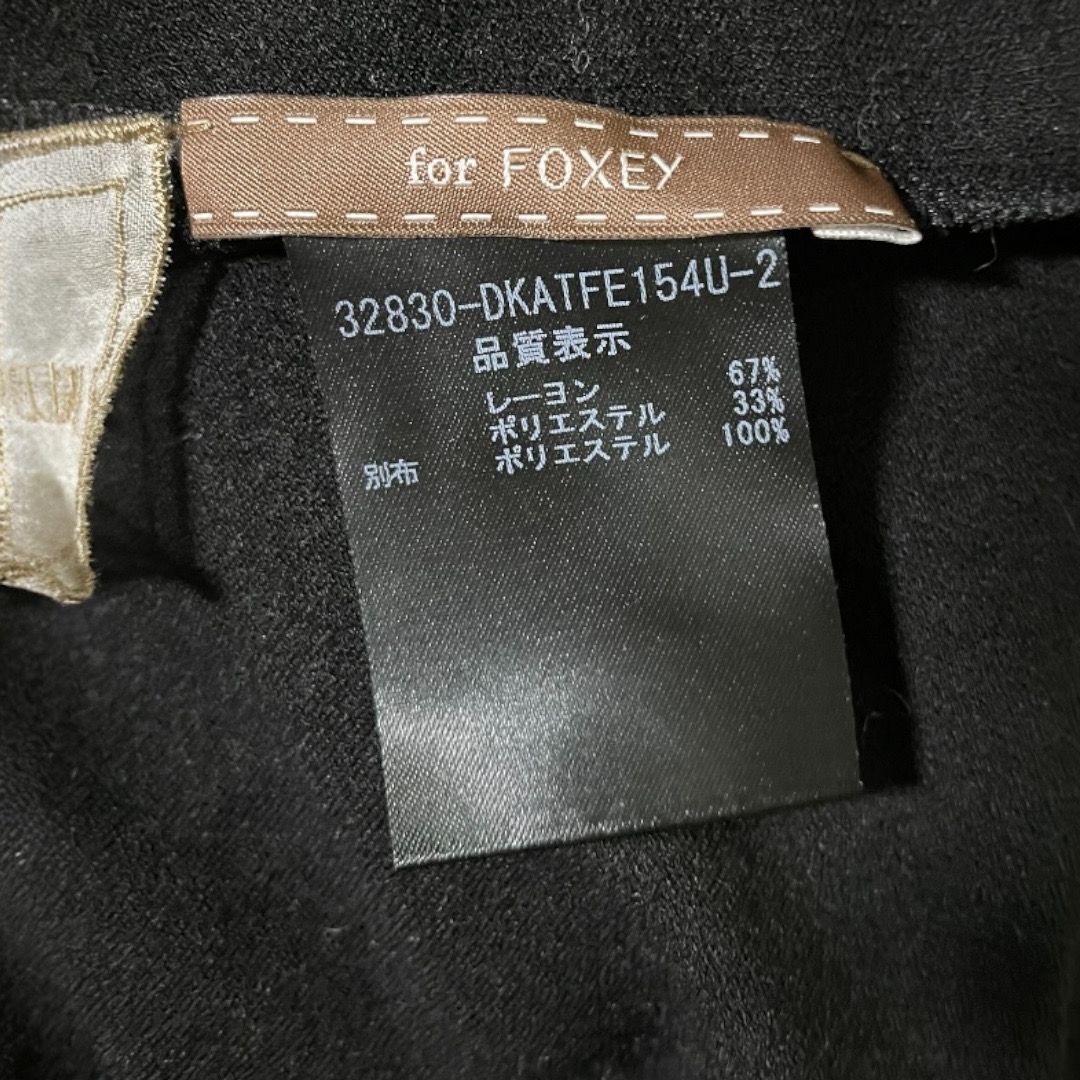 for FOXEY
32830-DKATFE154U-2
品質表示
レーヨン 67%
ポリエステル 33%
別布 ポリエステル 100%